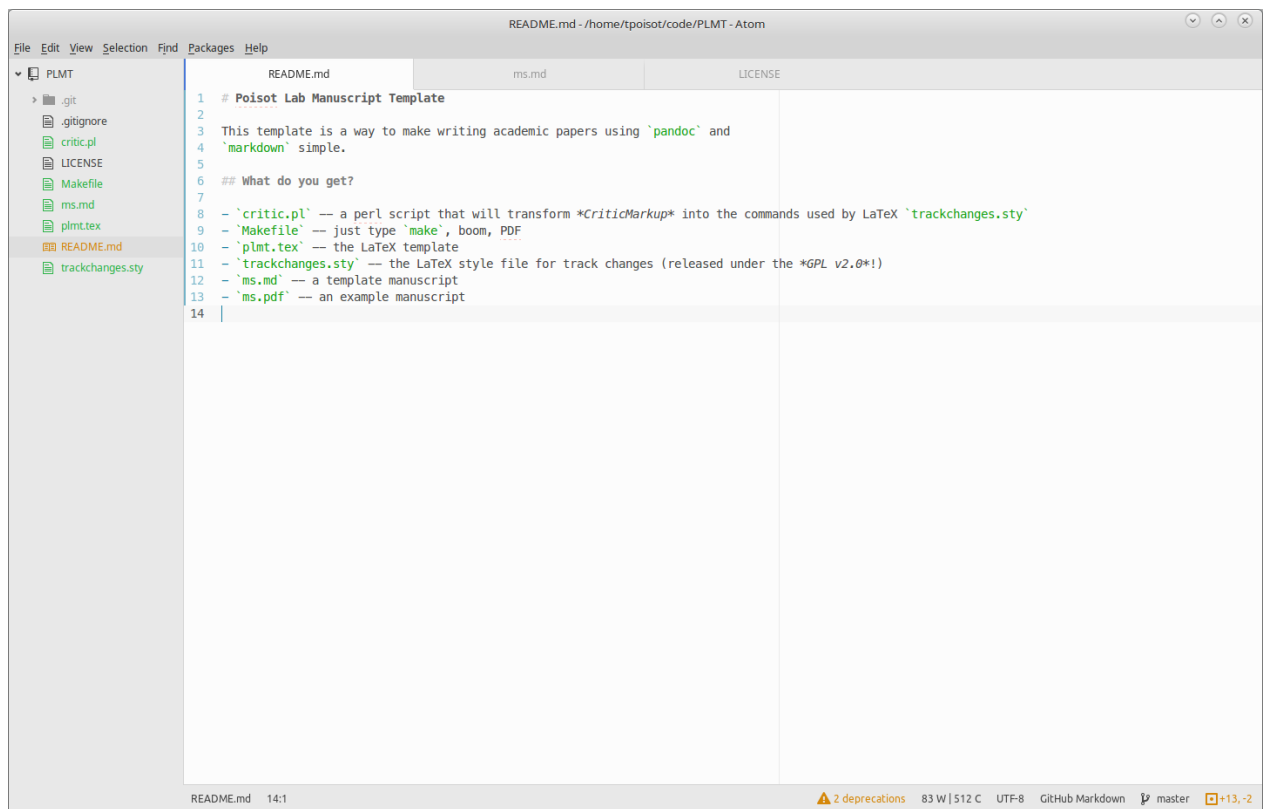 README.md - /home/tpoisot/code/PLMT - Atom
File Edit View Selection Find Packages Help
PLMT
.git
.gitignore
critic.pl
LICENSE
Makefile
ms.md
plmt.tex
README.md
trackchanges.sty
README.md ms.md LICENSE
1 # Poisot Lab Manuscript Template
2
3 This template is a way to make writing academic papers using `pandoc` and
4 `markdown` simple.
5
6 ## What do you get?
7
8 - `critic.pl` -- a perl script that will transform *CriticMarkup* into the commands used by LaTeX `trackchanges.sty`
9 - `Makefile` -- just type `make`, boom, PDF
10 - `plmt.tex` -- the LaTeX template
11 - `trackchanges.sty` -- the LaTeX style file for track changes (released under the *GPL v2.0*!)
12 - `ms.md` -- a template manuscript
13 - `ms.pdf` -- an example manuscript
14
README.md 14:1 2 deprecations 83 W | 512 C UTF-8 GitHub Markdown master +13, -2